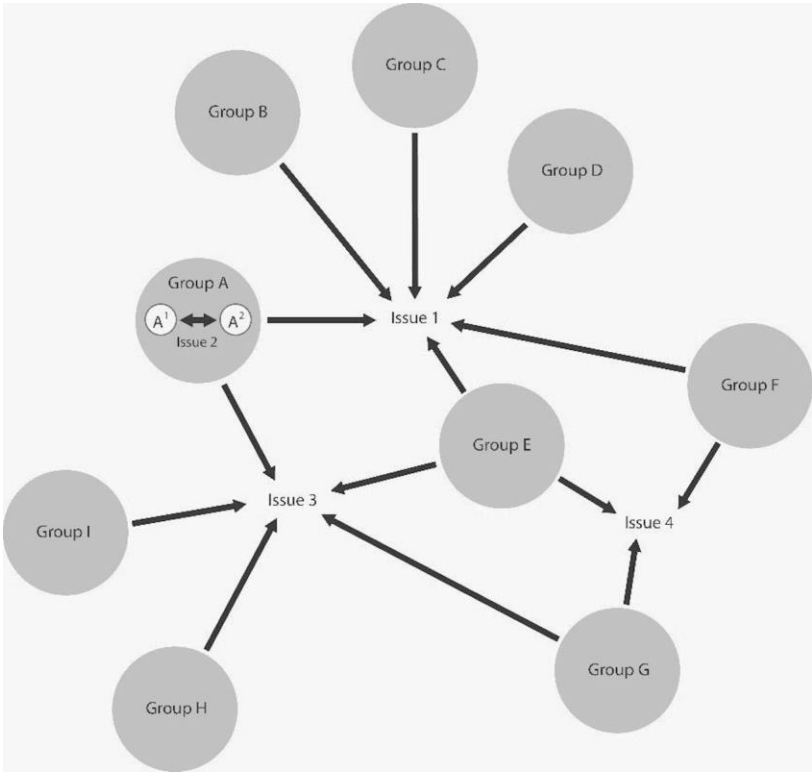 Group C
Group B
Group D
Group A
A¹ A²
Issue 2
Issue 1
Group F
Group E
Issue 3
Issue 4
Group I
Group G
Group H